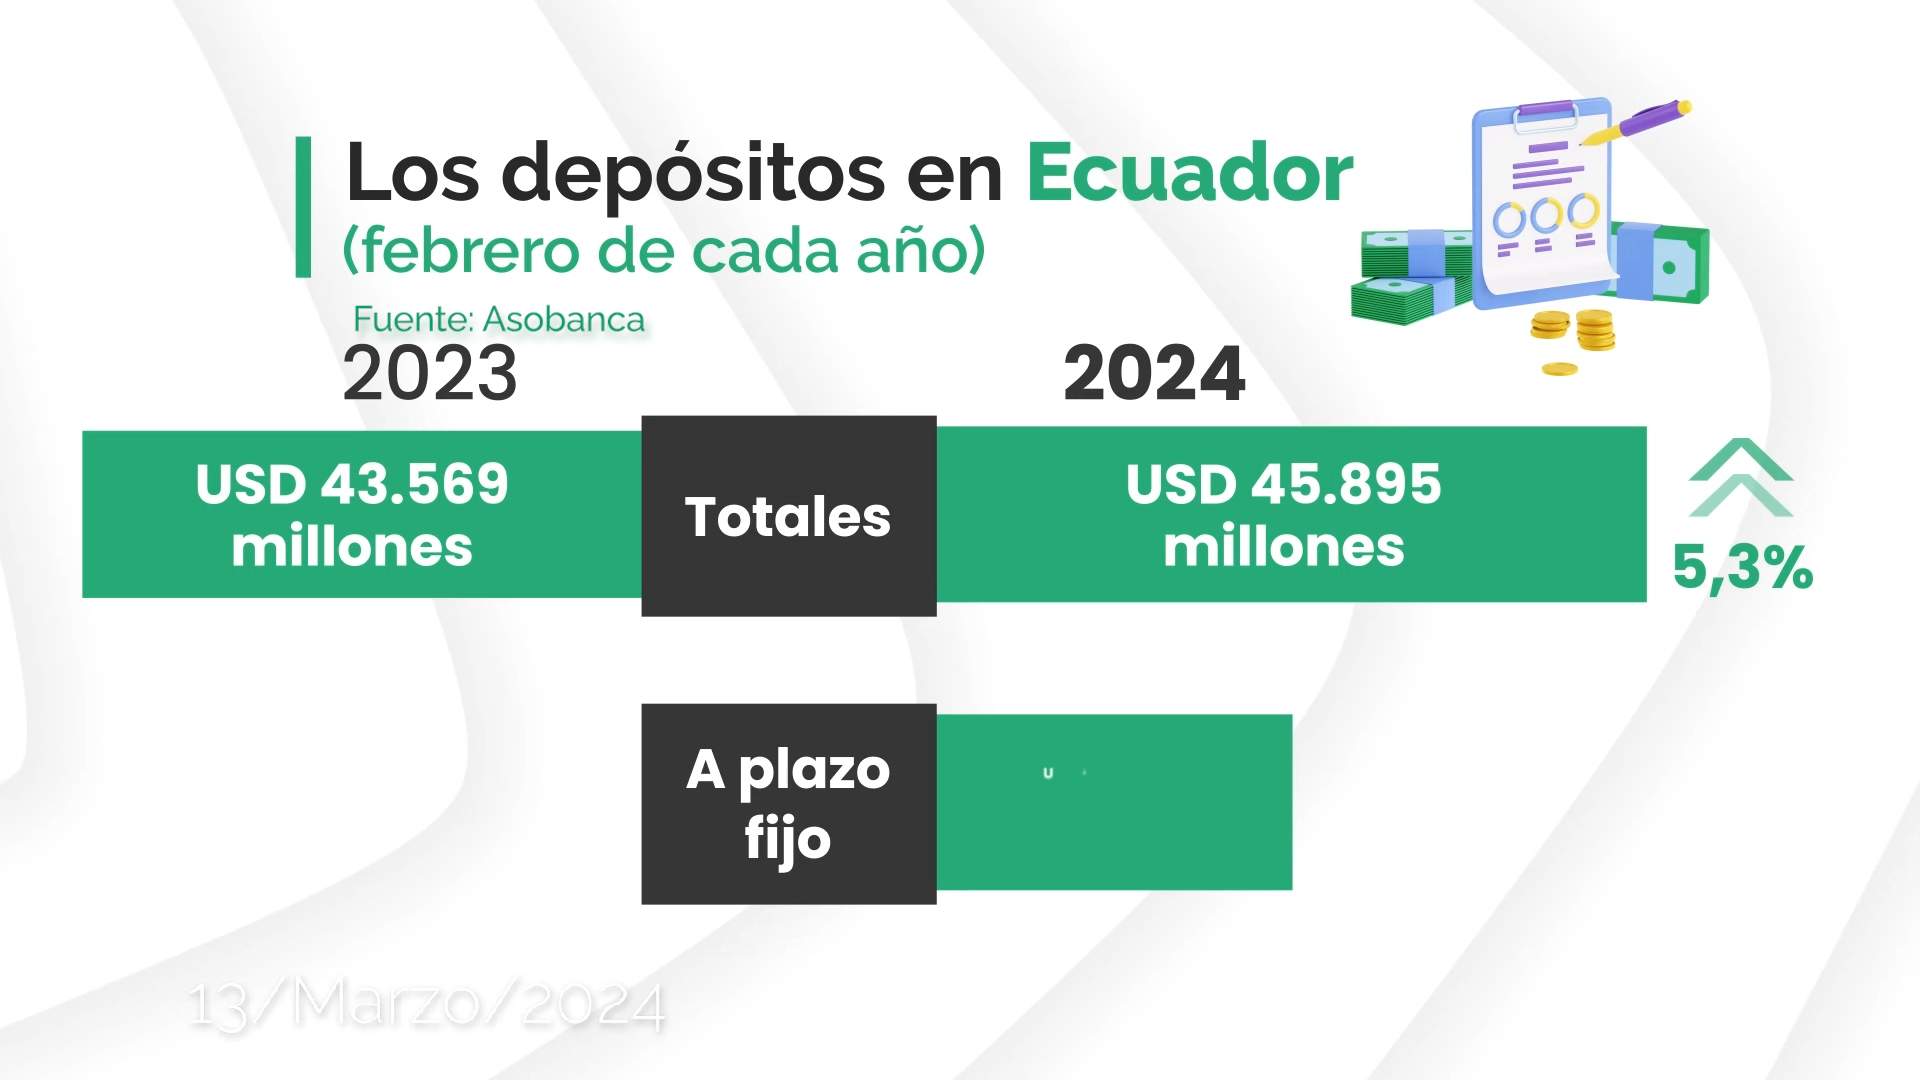 Los depósitos en Ecuador
(febrero de cada año)
Fuente: Asobanca
2023
2024
USD 43.569
millones
Totales
USD 45.895
millones
5,3%
A plazo
fijo
U
13/Marzo/2024